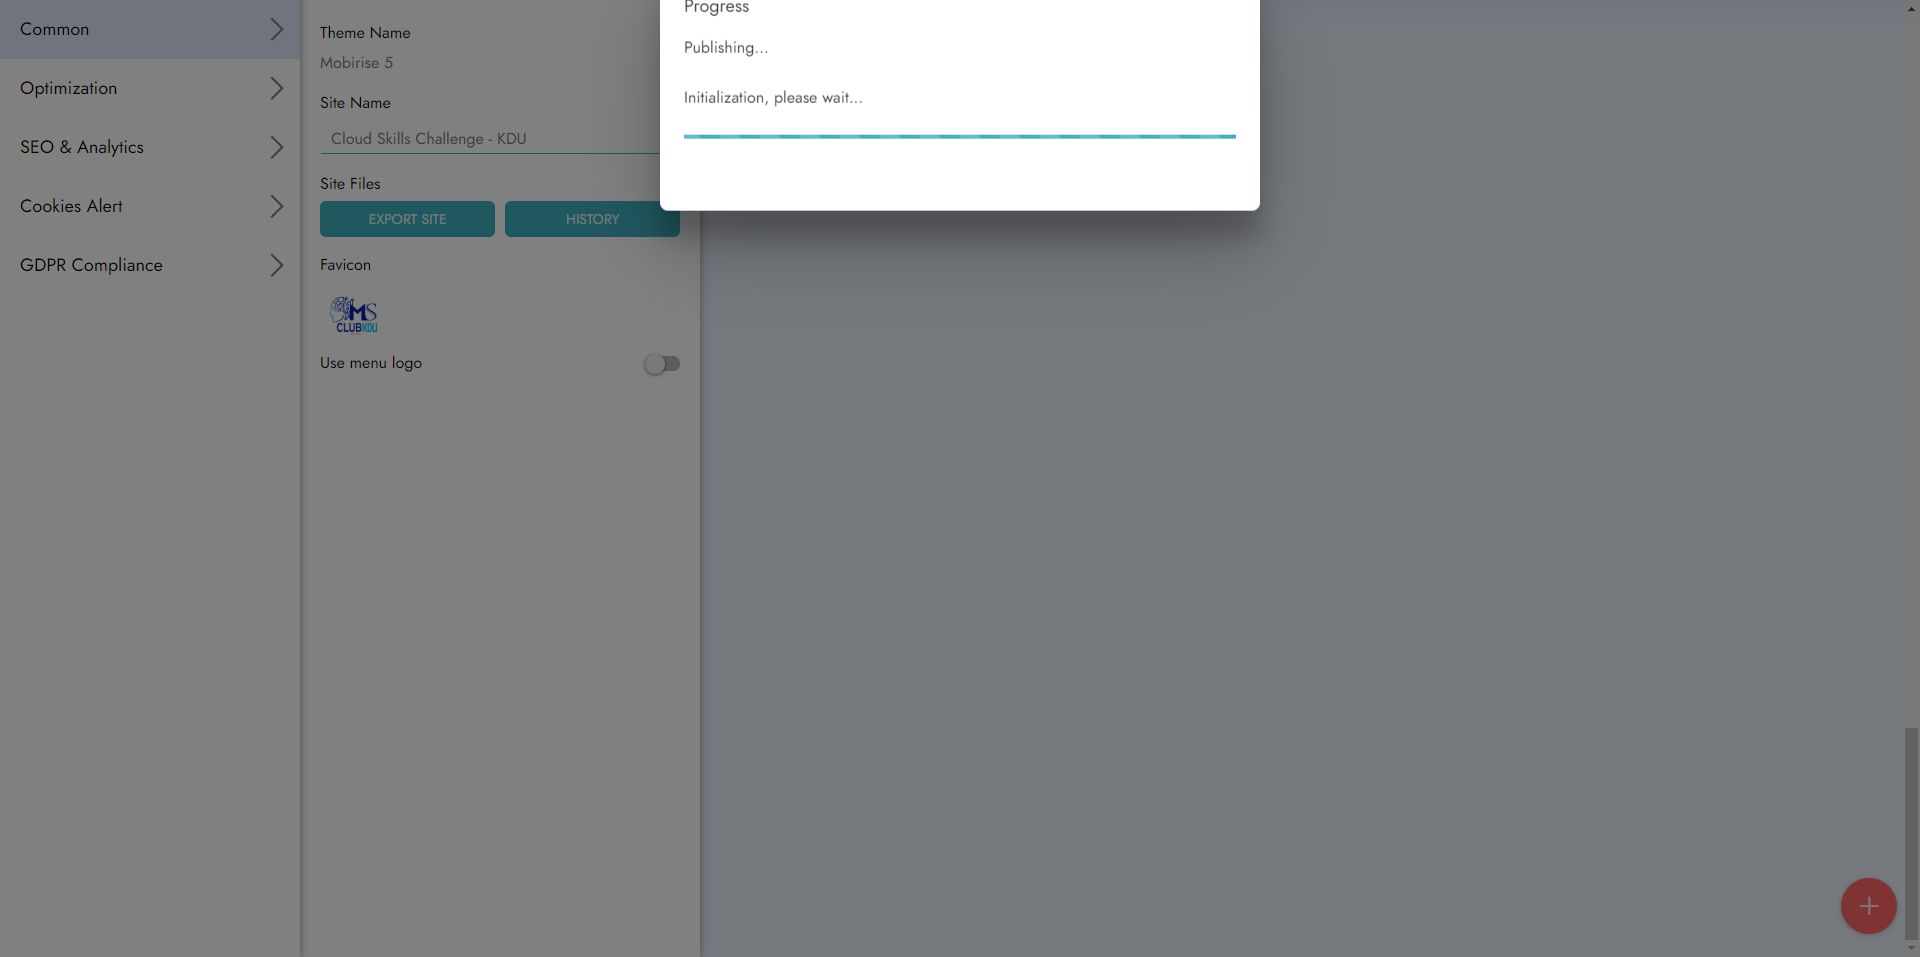 Common
Optimization
SEO & Analytics
Cookies Alert
GDPR Compliance
Theme Name
Mobirise 5
Site Name
Cloud Skills Challenge - KDU
Site Files
EXPORT SITE
HISTORY
Favicon
MS
CLUBKDU
Use menu logo
Progress
Publishing...
Initialization, please wait...